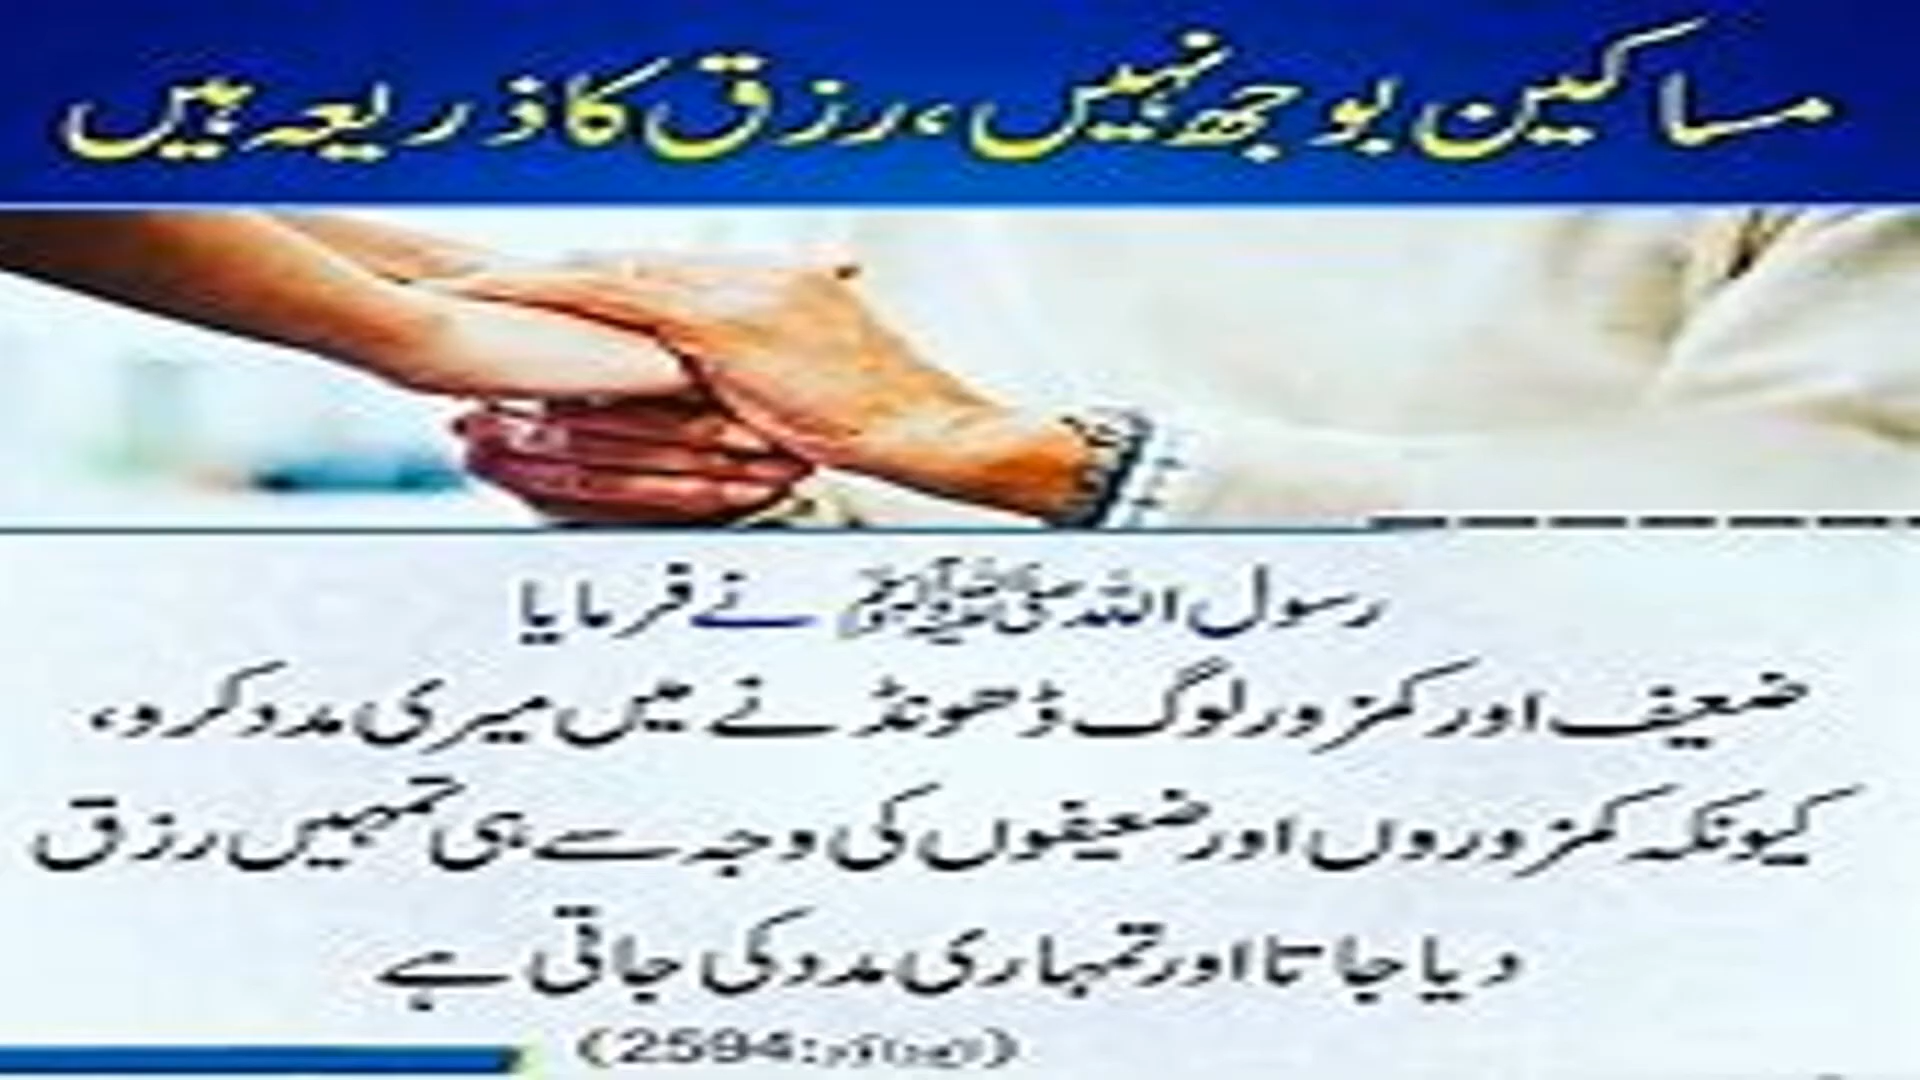 مساکین بوجھ نہیں، رزق کا ذریعہ ہیں
رسول اللہ ﷺ نے فرمایا
ضعیف اور کمزور لوگ ڈھونڈنے میں میری مدد کرو،
کیونکہ کمزوروں اور ضعیفوں کی وجہ سے ہی تمہیں رزق
دیا جاتا اور تمہاری مدد کی جاتی ہے
(ابوداؤد:2594)